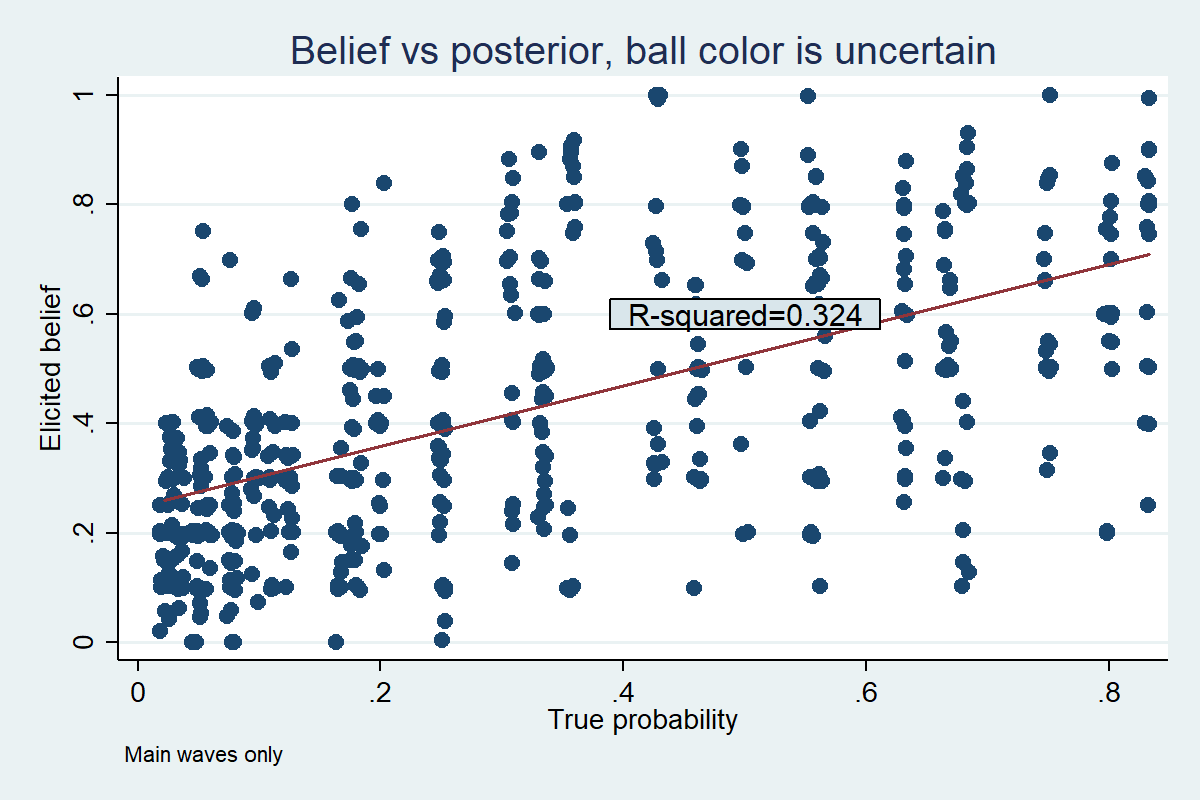 Belief vs posterior, ball color is uncertain
Elicited belief
1
.8
.6
.4
.2
0
R-squared=0.324
0 .2 .4 .6 .8
True probability
Main waves only